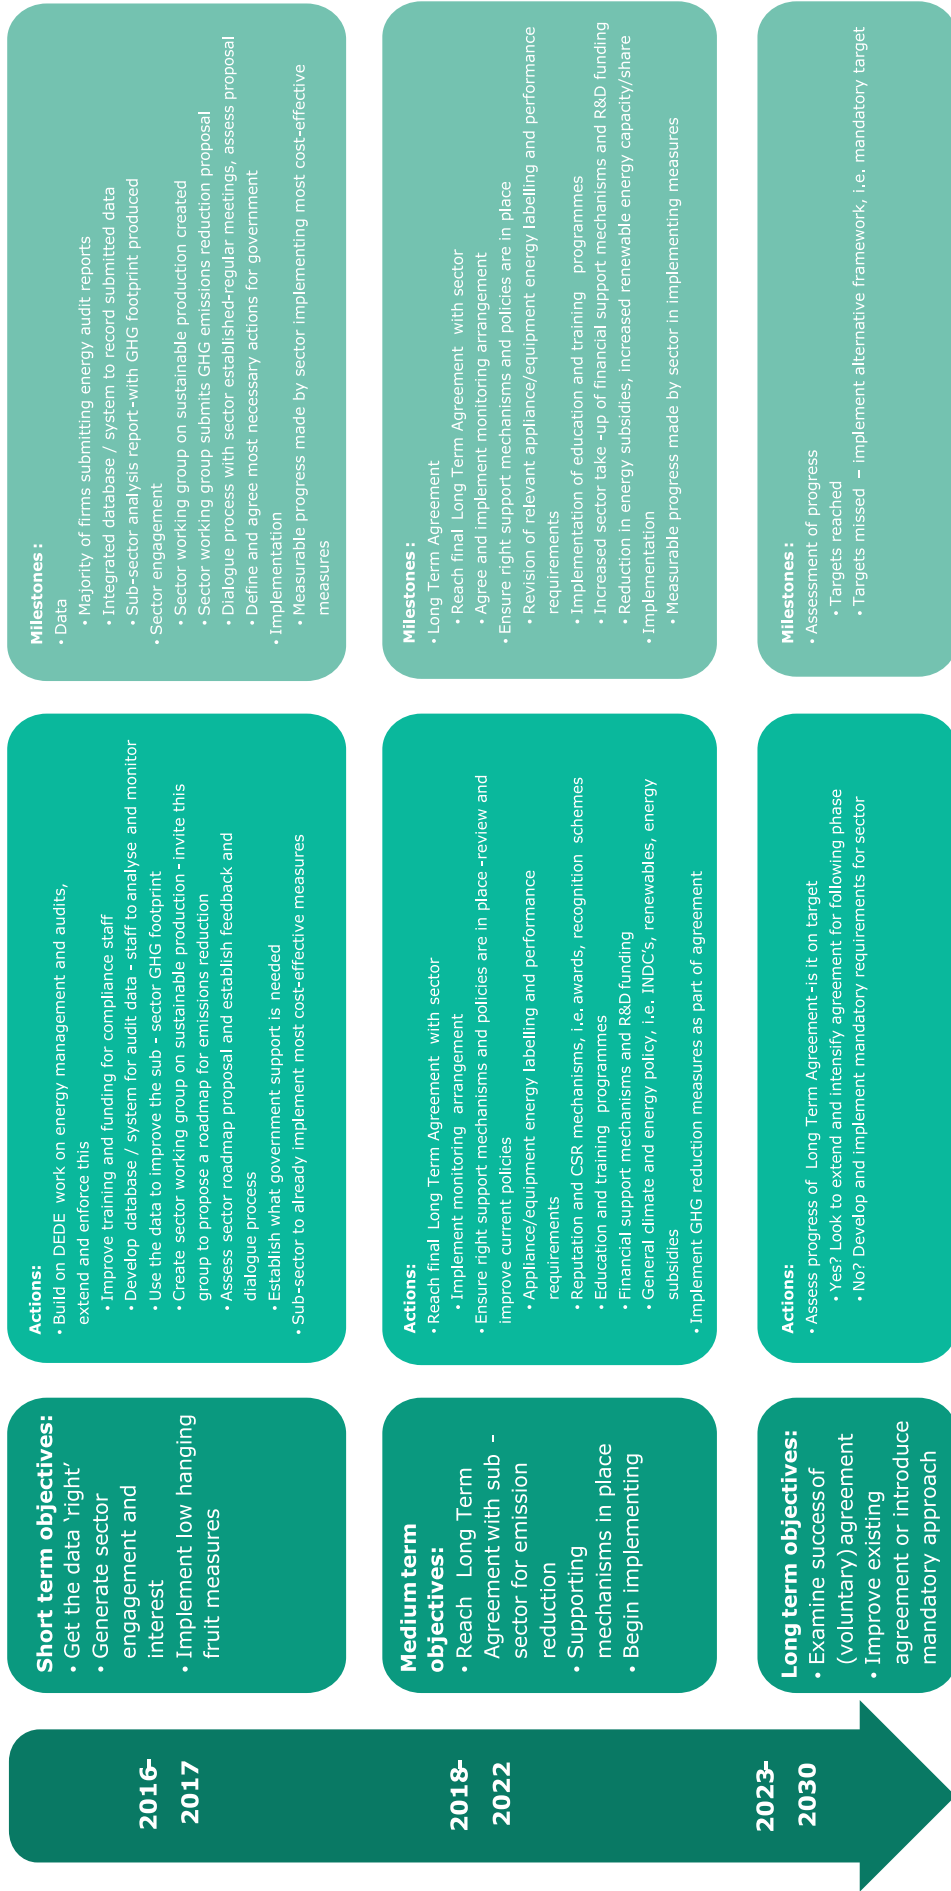 2016-
2017
Short term objectives:
• Get the data ‘right’
• Generate sector
engagement and
interest
• Implement low hanging
fruit measures
Actions:
• Build on DEDE work on energy management and audits,
extend and enforce this
• Improve training and funding for compliance staff
• Develop database / system for audit data - staff to analyse and monitor
• Use the data to improve the sub - sector GHG footprint
• Create sector working group on sustainable production - invite this
group to propose a roadmap for emissions reduction
• Assess sector roadmap proposal and establish feedback and
dialogue process
• Establish what government support is needed
• Sub-sector to already implement most cost-effective measures
Milestones :
• Data
• Majority of firms submitting energy audit reports
• Integrated database / system to record submitted data
• Sub-sector analysis report -with GHG footprint produced
• Sector engagement
• Sector working group on sustainable production created
• Sector working group submits GHG emissions reduction proposal
• Dialogue process with sector established-regular meetings, assess proposal
• Define and agree most necessary actions for government
• Implementation
• Measurable progress made by sector implementing most cost-effective
measures
2018-
2022
Medium term
objectives:
• Reach Long Term
Agreement with sub -
sector for emission
reduction
• Supporting
mechanisms in place
• Begin implementing
Actions:
• Reach final Long Term Agreement with sector
• Implement monitoring arrangement
• Ensure right support mechanisms and policies are in place -review and
improve current policies
• Appliance/equipment energy labelling and performance
requirements
• Reputation and CSR mechanisms, i.e. awards, recognition schemes
• Education and training programmes
• Financial support mechanisms and R&D funding
• General climate and energy policy, i.e. INDC’s, renewables, energy
subsidies
• Implement GHG reduction measures as part of agreement
Milestones :
• Long Term Agreement
• Reach final Long Term Agreement with sector
• Agree and implement monitoring arrangement
• Ensure right support mechanisms and policies are in place
• Revision of relevant appliance/equipment energy labelling and performance
requirements
• Implementation of education and training programmes
• Increased sector take -up of financial support mechanisms and R&D funding
• Reduction in energy subsidies, increased renewable energy capacity/share
• Implementation
• Measurable progress made by sector in implementing measures
2023-
2030
Long term objectives:
• Examine success of
(voluntary) agreement
• Improve existing
agreement or introduce
mandatory approach
Actions:
• Assess progress of Long Term Agreement -is it on target
• Yes? Look to extend and intensify agreement for following phase
• No? Develop and implement mandatory requirements for sector
Milestones :
• Assessment of progress
• Targets reached
• Targets missed – implement alternative framework, i.e. mandatory target